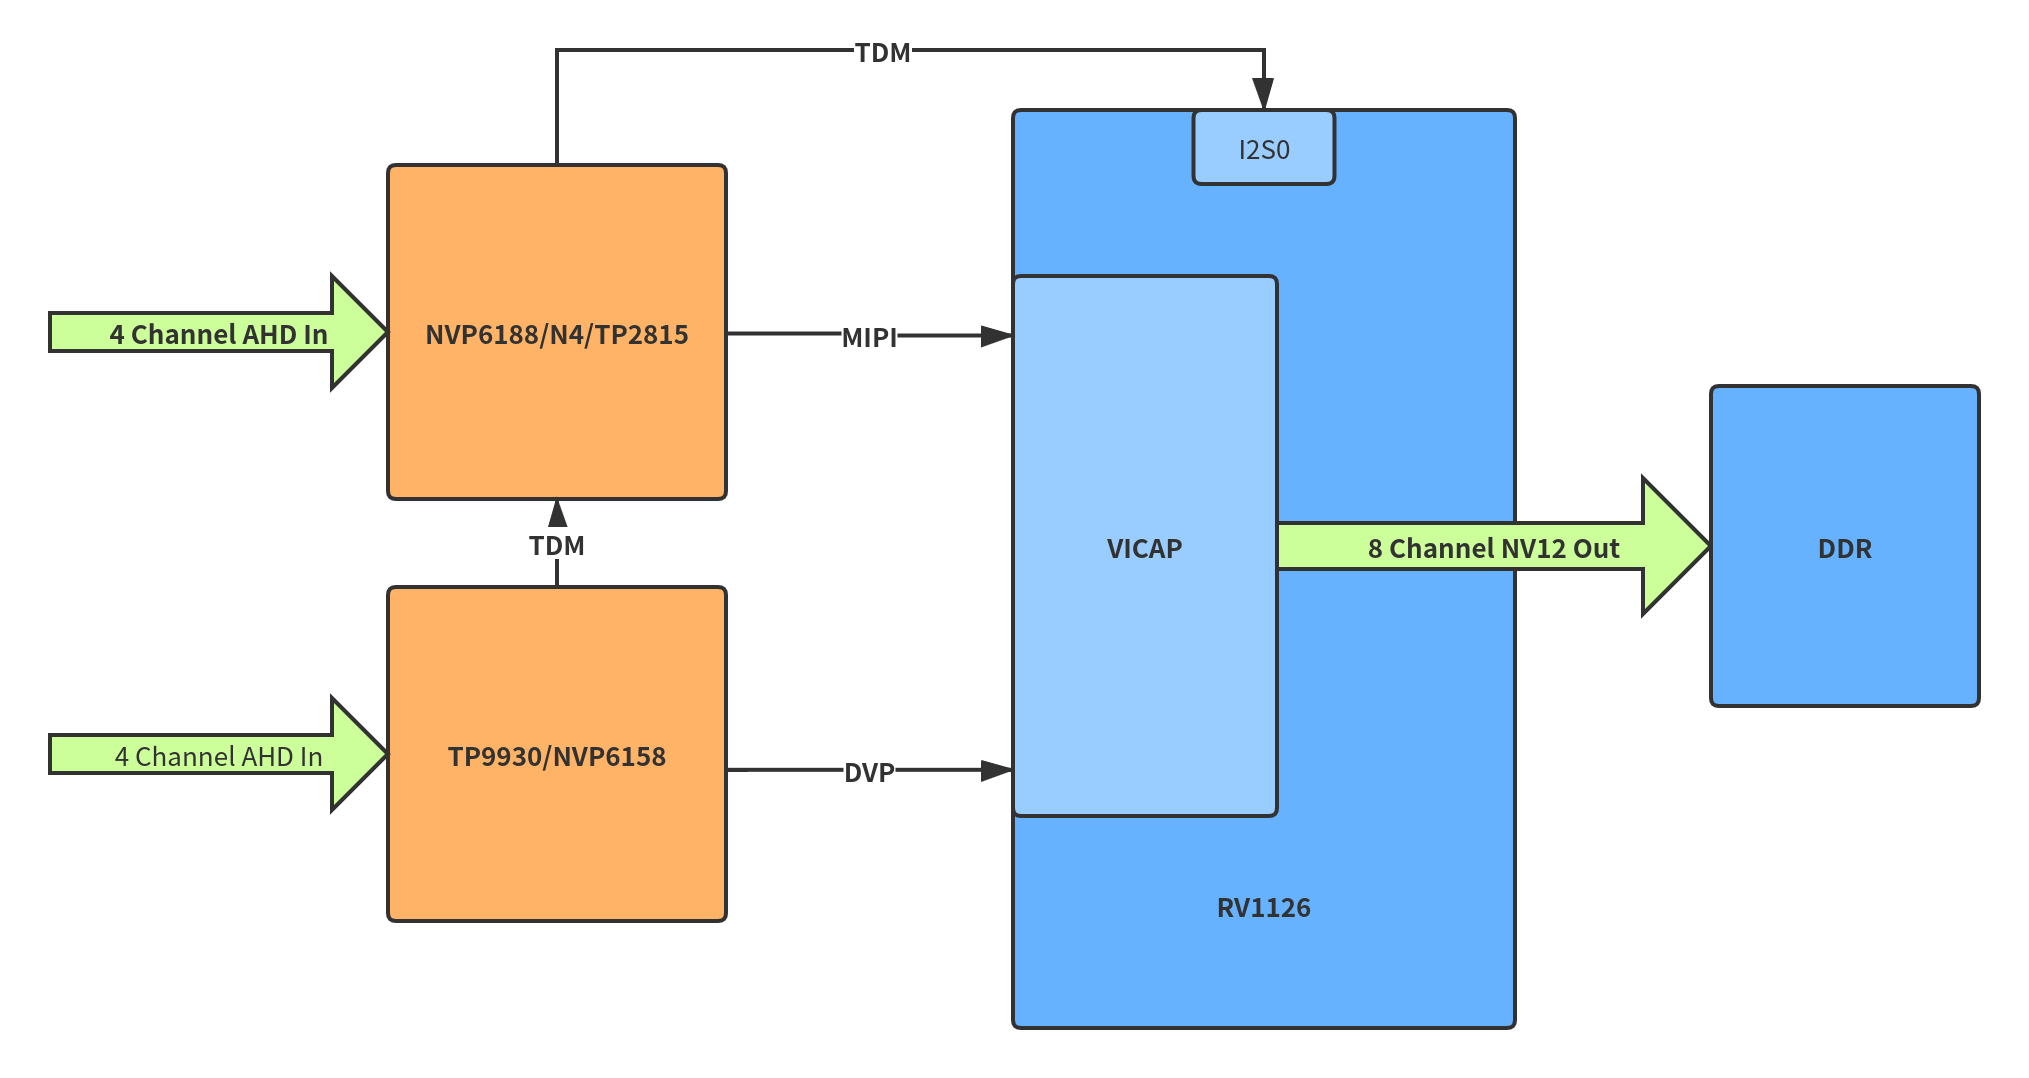 TDM
I2S0
4 Channel AHD In
NVP6188/N4/TP2815
MIPI
TDM
VICAP
8 Channel NV12 Out
DDR
4 Channel AHD In
TP9930/NVP6158
DVP
RV1126